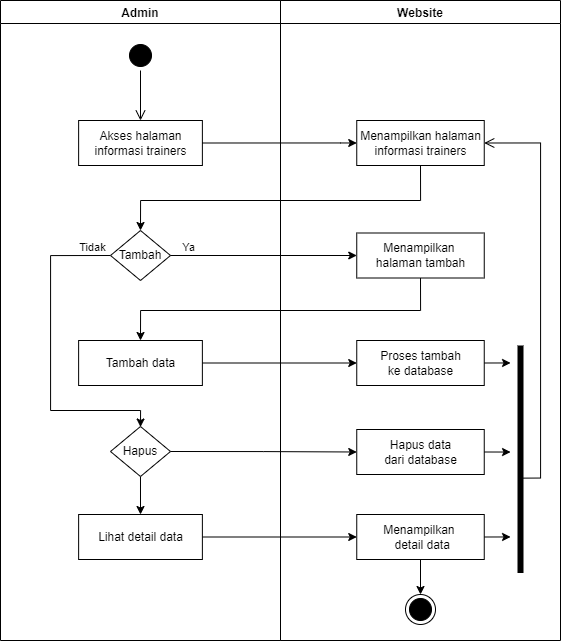 Admin
Website
Akses halaman
informasi trainers
Menampilkan halaman
informasi trainers
Tidak
Tambah
Ya
Menampilkan
halaman tambah
Tambah data
Proses tambah
ke database
Hapus
Hapus data
dari database
Lihat detail data
Menampilkan
detail data